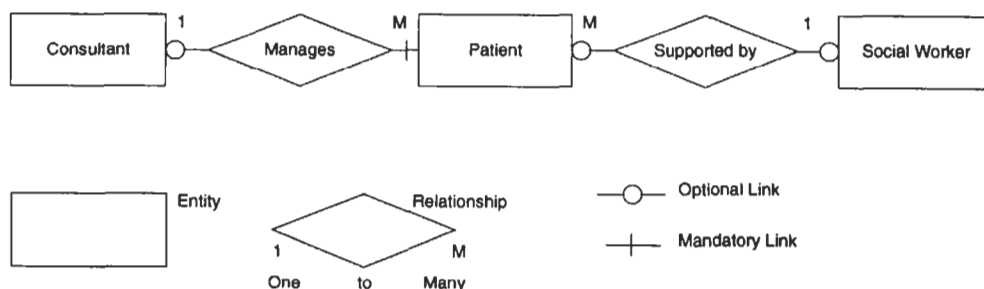 1 M M 1
Consultant Manages Patient Supported by Social Worker
Entity Relationship Optional Link
1 M Mandatory Link
One to Many